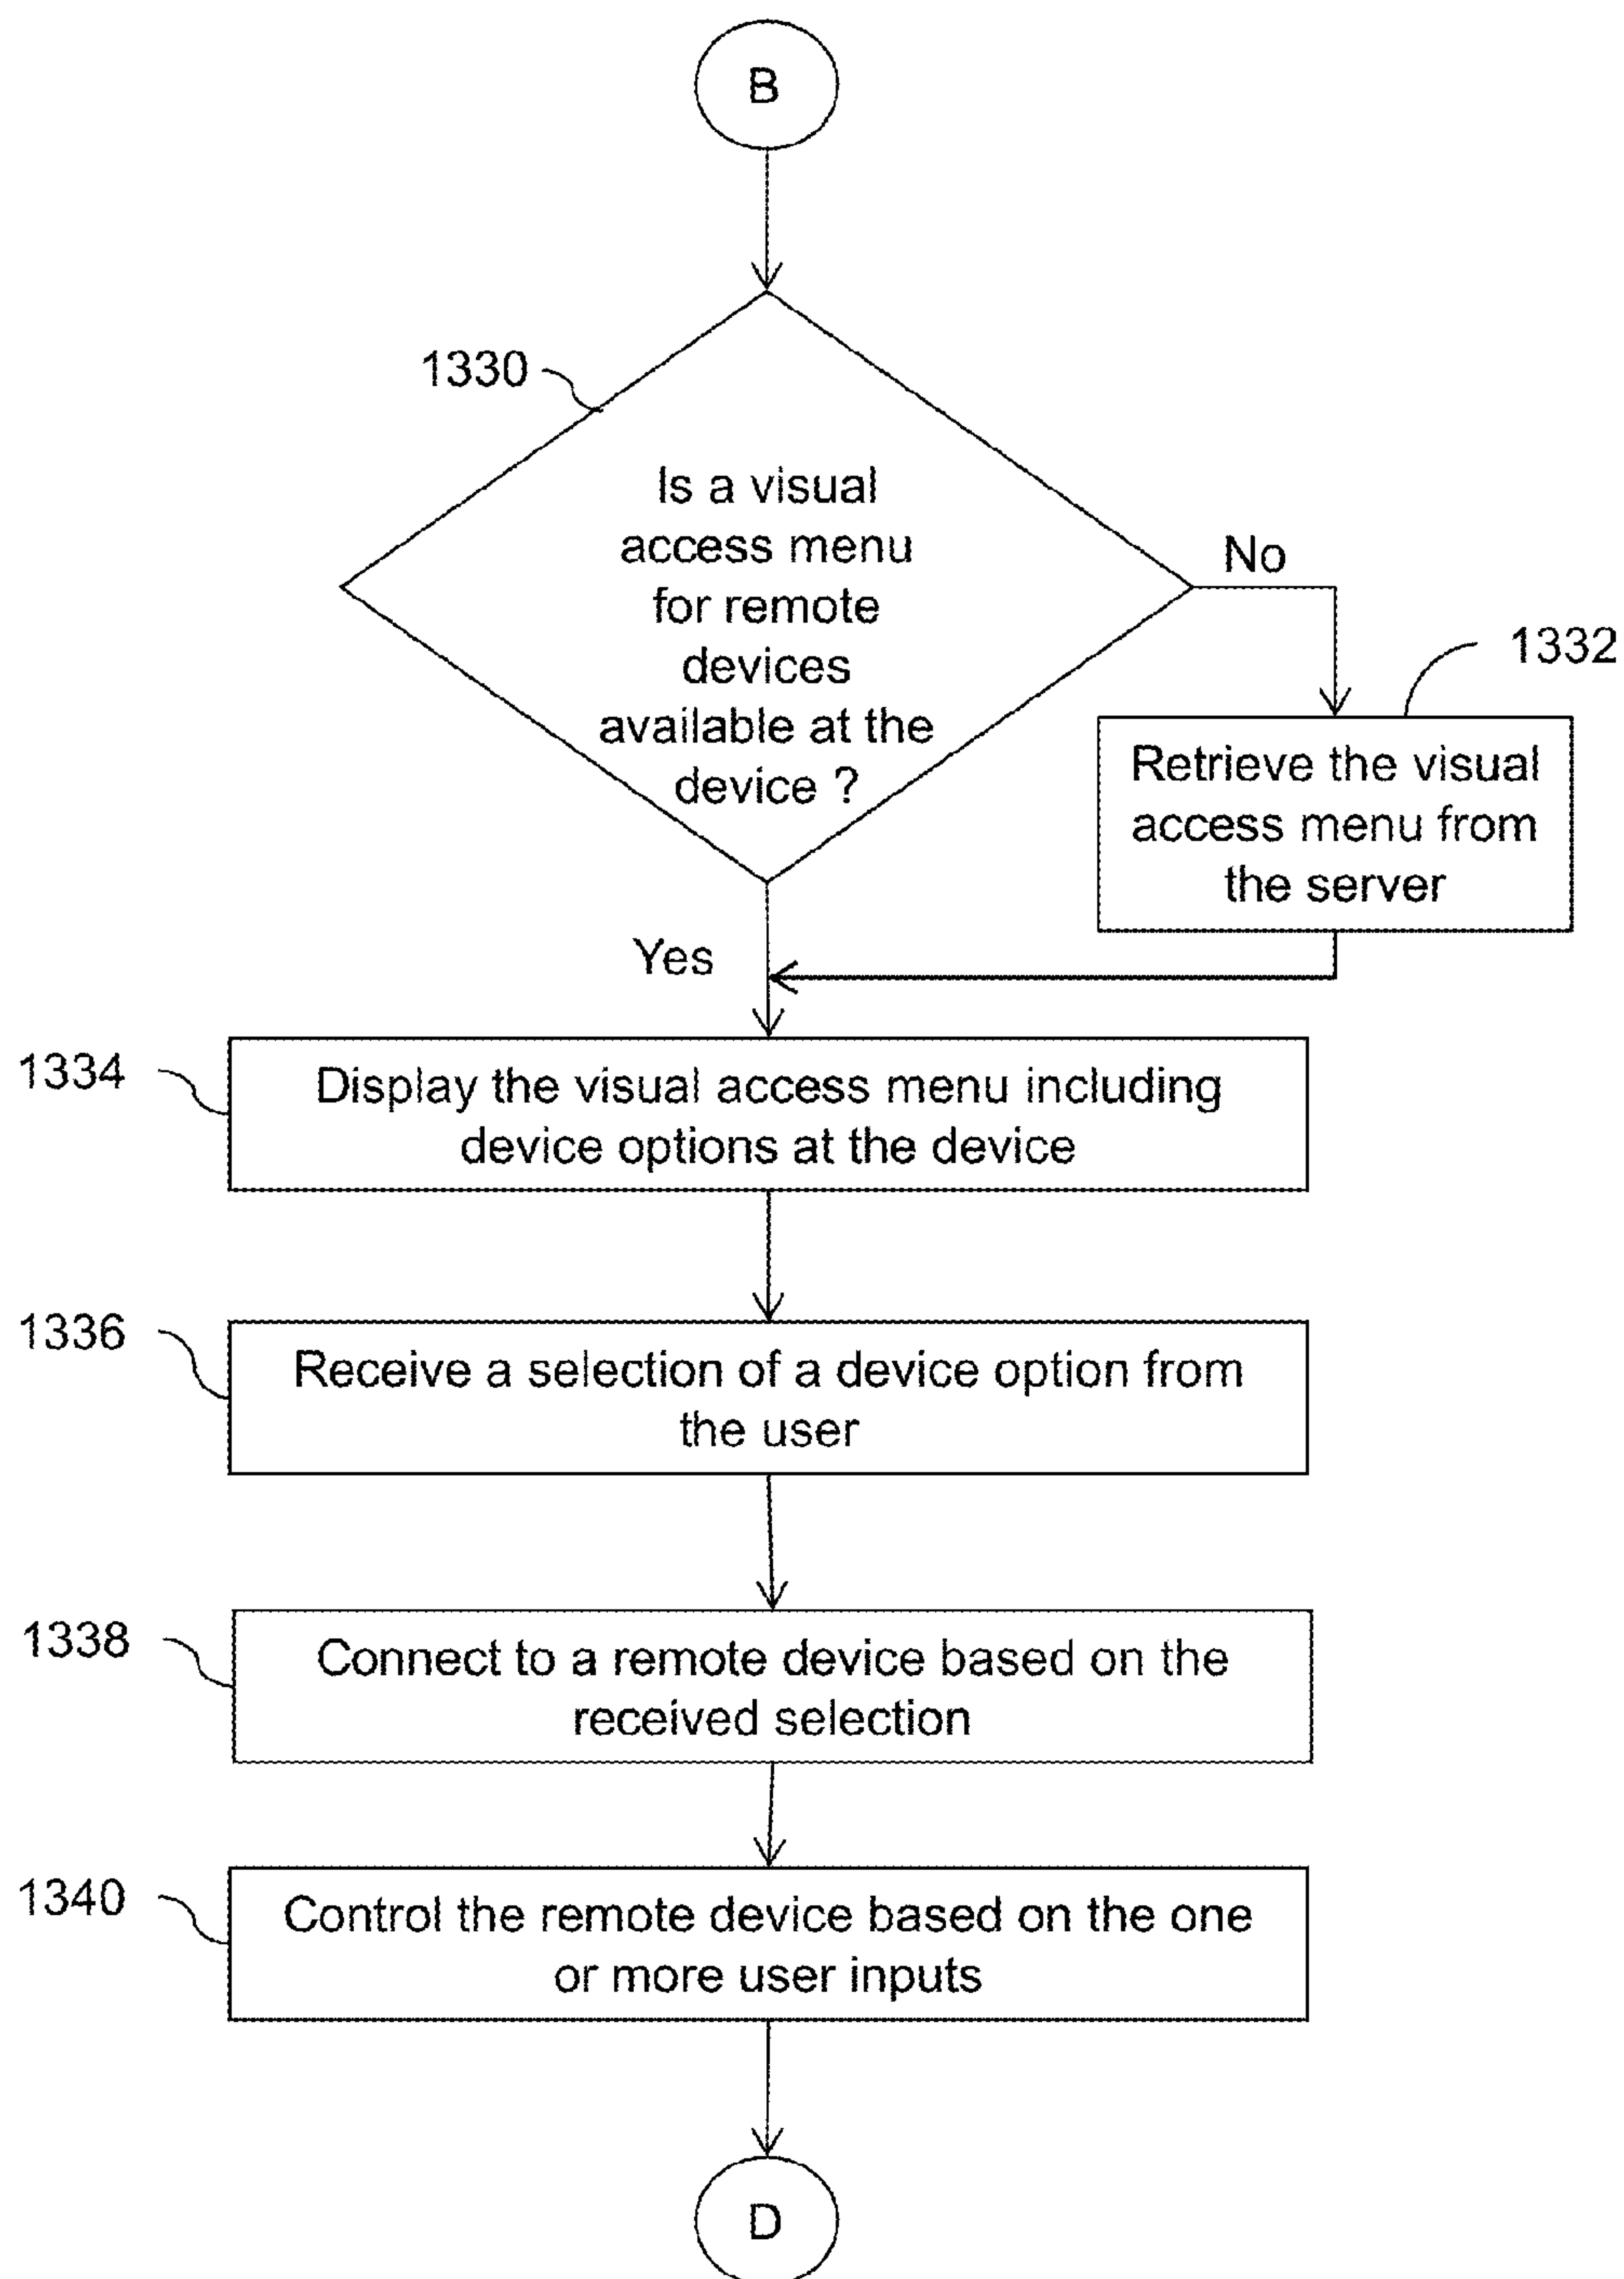 B
1330
Is a visual
access menu
for remote
devices
available at the
device ?
No
1332
Retrieve the visual
access menu from
the server
Yes
1334
Display the visual access menu including
device options at the device
1336
Receive a selection of a device option from
the user
1338
Connect to a remote device based on the
received selection
1340
Control the remote device based on the one
or more user inputs
D